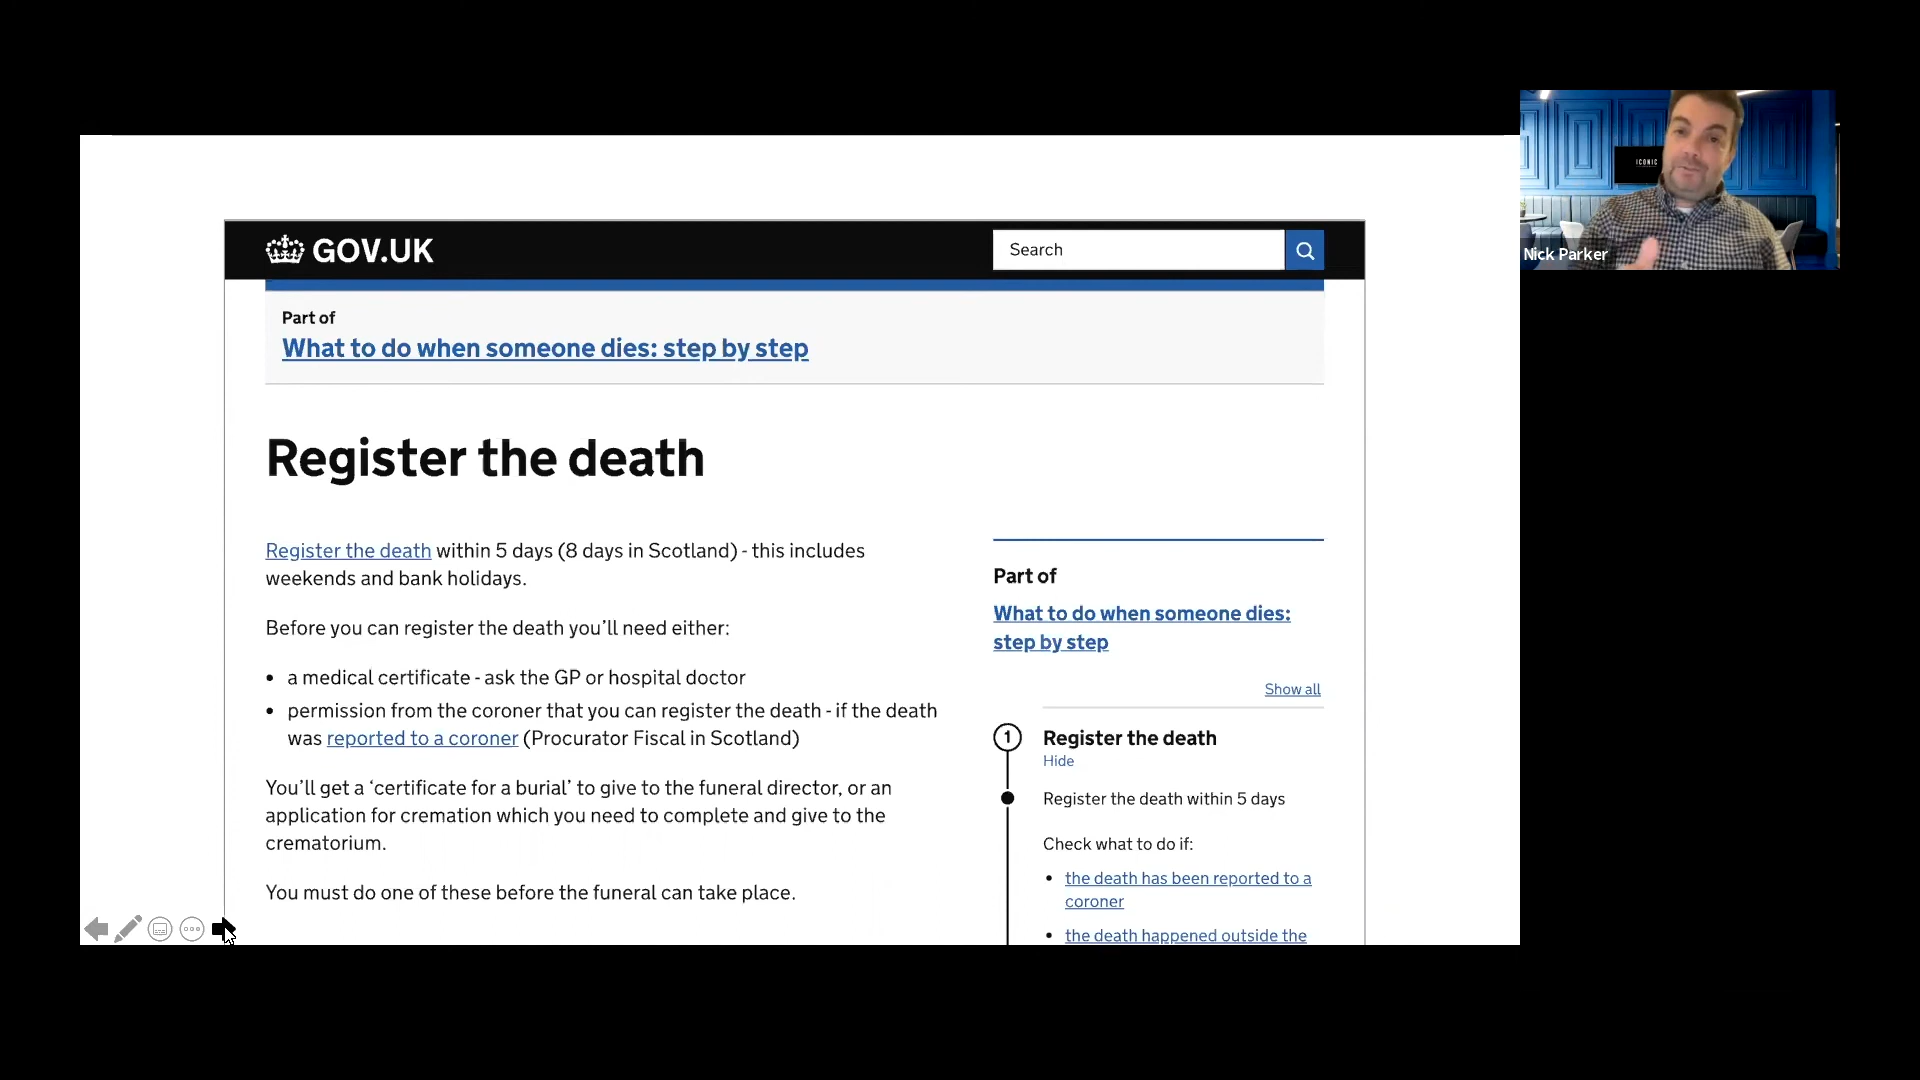 GOV.UK
Search
Part of
What to do when someone dies: step by step
Register the death
Register the death within 5 days (8 days in Scotland) - this includes
weekends and bank holidays.
Before you can register the death you’ll need either:
• a medical certificate - ask the GP or hospital doctor
• permission from the coroner that you can register the death - if the death
was reported to a coroner (Procurator Fiscal in Scotland)
You’ll get a ‘certificate for a burial’ to give to the funeral director, or an
application for cremation which you need to complete and give to the
crematorium.
You must do one of these before the funeral can take place.
Part of
What to do when someone dies:
step by step
Show all
1 Register the death
Hide
Register the death within 5 days
Check what to do if:
• the death has been reported to a
coroner
• the death happened outside the
ICONIC
Nick Parker